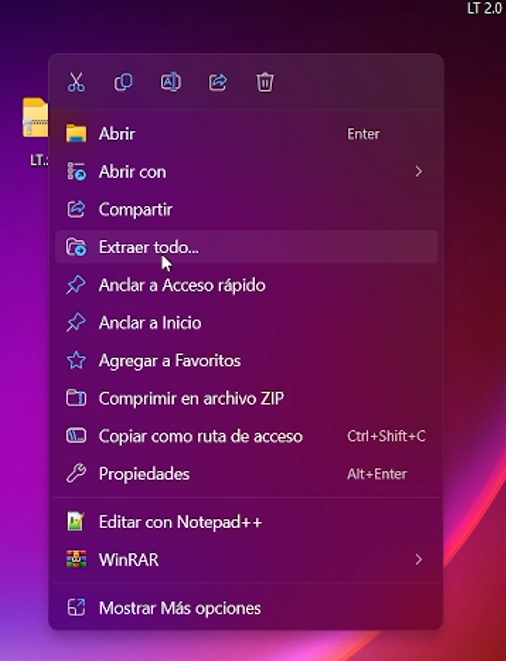 LT 2.0
LT.
Abrir Enter
Abrir con
Compartir
Extraer todo...
Anclar a Acceso rápido
Anclar a Inicio
Agregar a Favoritos
Comprimir en archivo ZIP
Copiar como ruta de acceso Ctrl+Shift+C
Propiedades Alt+Enter
Editar con Notepad++
WinRAR
Mostrar Más opciones